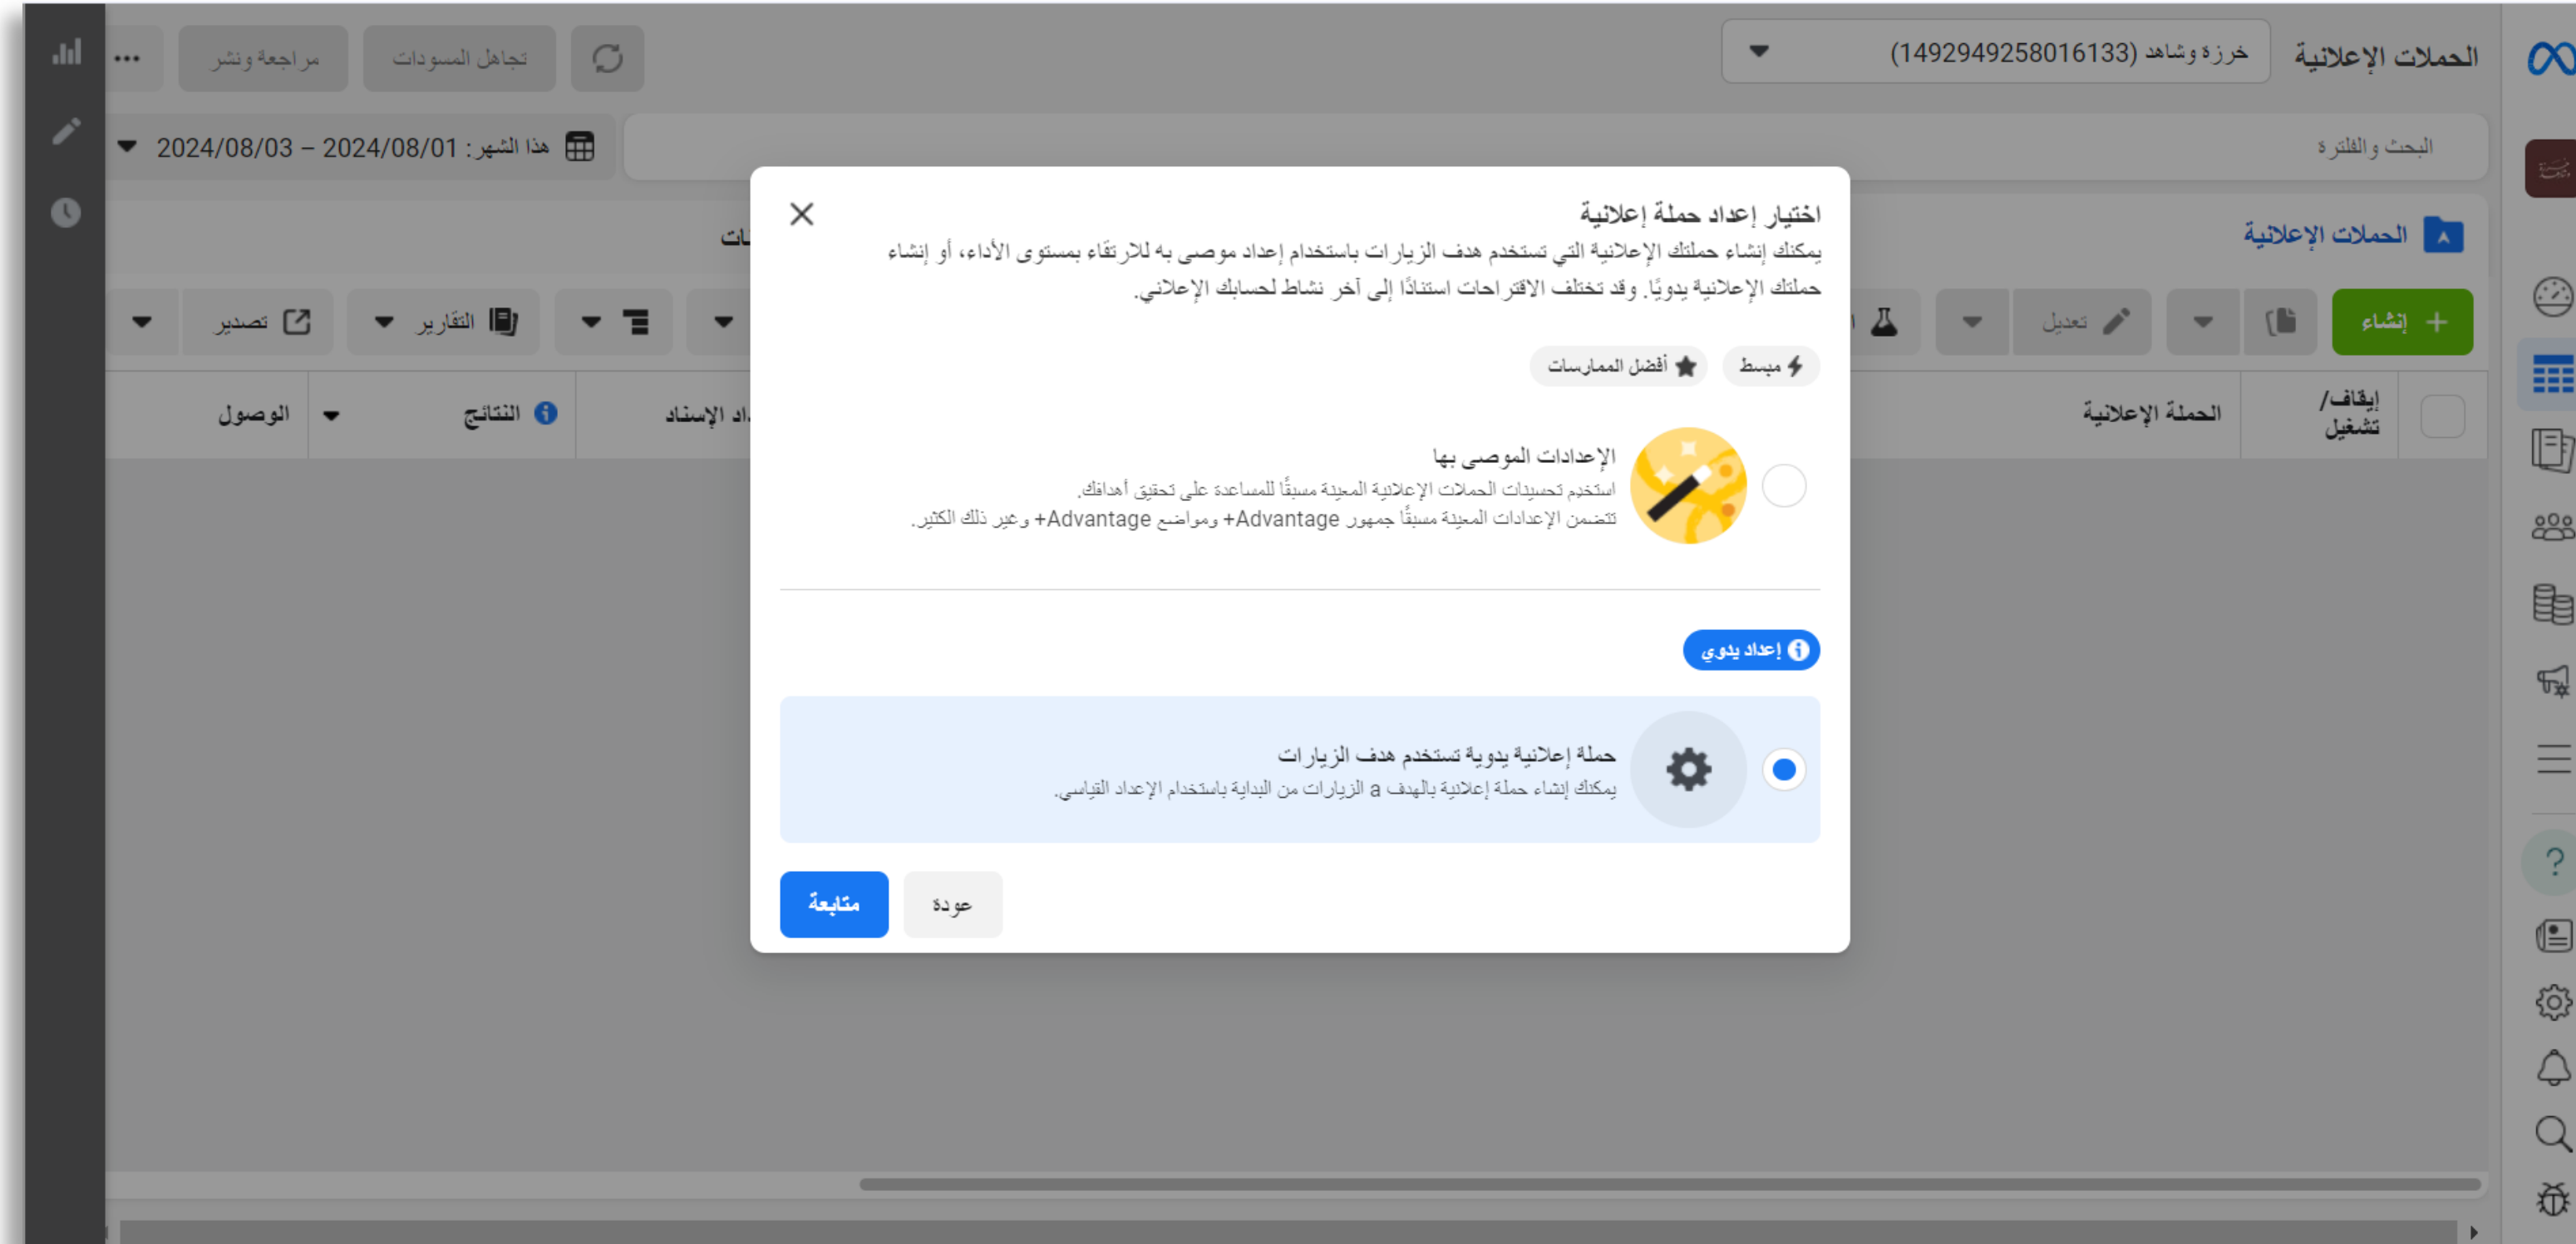 الحملات الإعلانية
خرزة وشاهد (1492949258016133)
تجاهل المسودات
مراجعة ونشر
البحث والفلترة
هذا الشهر: 2024/08/01 – 2024/08/03
الحملات الإعلانية
+ إنشاء
تعديل
التقارير
تصدير
إيقاف/
تشغيل
الحملة الإعلانية
الإسناد
النتائج
الوصول
اختيار إعداد حملة إعلانية
يمكنك إنشاء حملتك الإعلانية التي تستخدم هدف الزيارات باستخدام إعداد موصى به للارتقاء بمستوى الأداء، أو إنشاء
حملتك الإعلانية يدويًا. وقد تختلف الاقتراحات استنادًا إلى آخر نشاط لحسابك الإعلاني.
مبسط
أفضل الممارسات
الإعدادات الموصى بها
استخدِم تحسينات الحملات الإعلانية المعينة مسبقًا للمساعدة على تحقيق أهدافك.
تتضمن الإعدادات المعينة مسبقًا جمهور Advantage+ ومواضع Advantage+ وغير ذلك الكثير.
إعداد يدوي
حملة إعلانية يدوية تستخدم هدف الزيارات
يمكنك إنشاء حملة إعلانية بالهدف a الزيارات من البداية باستخدام الإعداد القياسي.
عودة
متابعة